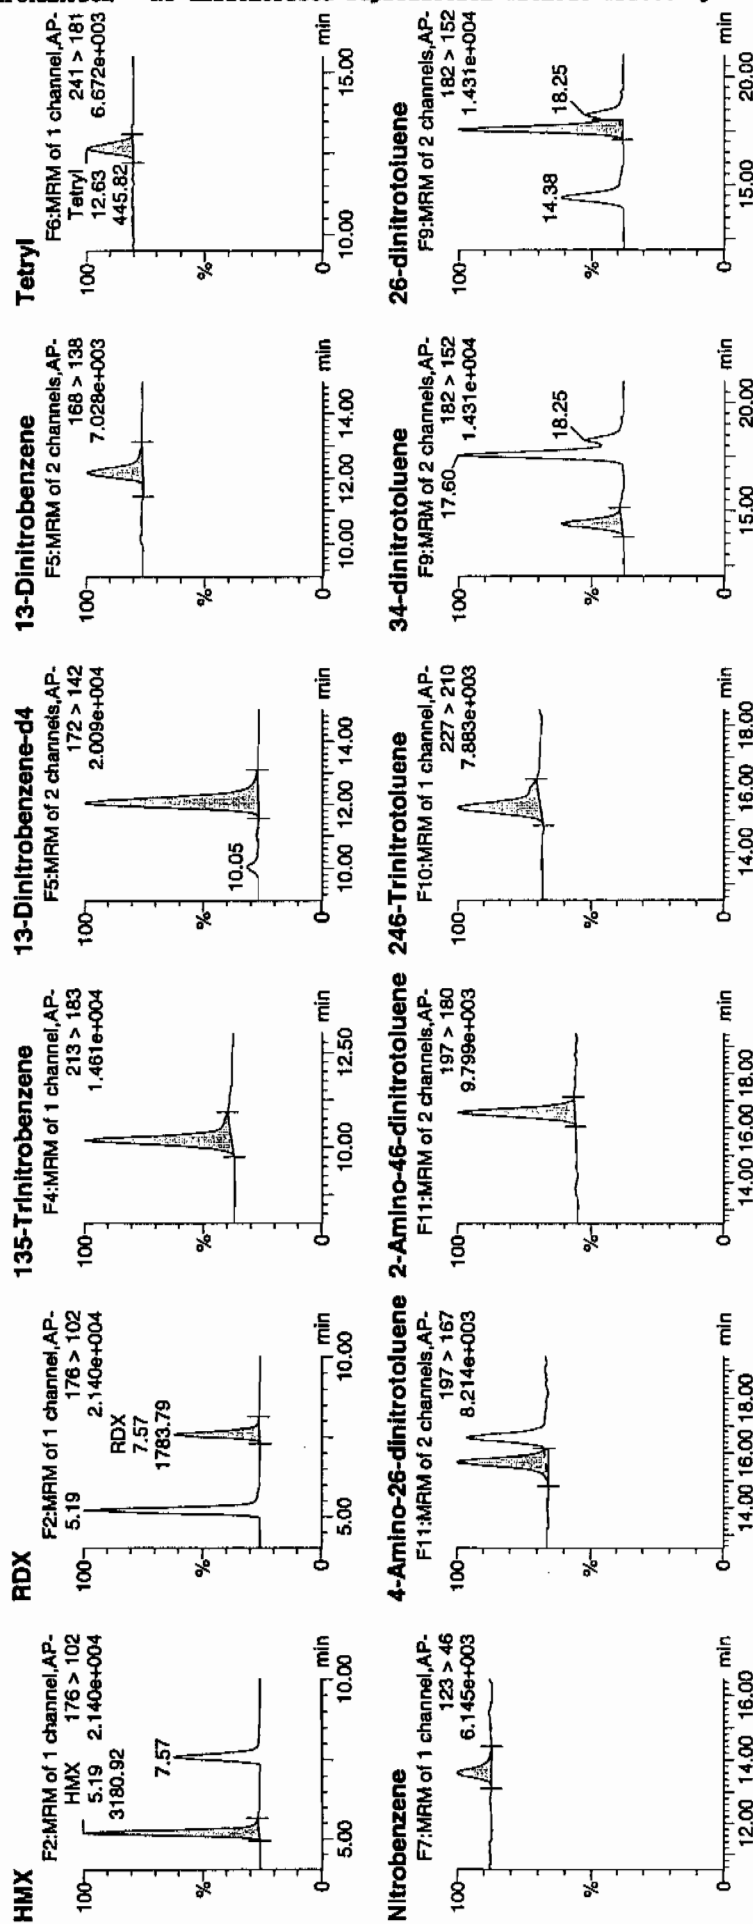 HMX
F2:MRM of 1 channel,AP-
HMX 176 > 102
5.19 2.140e+004
3180.92
7.57
100
%
0
5.00 10.00 min
RDX
F2:MRM of 1 channel,AP-
5.19 176 > 102
2.140e+004
RDX
7.57
1783.79
100
%
0
5.00 10.00 min
135-Trinitrobenzene
F4:MRM of 1 channel,AP-
213 > 183
1.461e+004
100
%
0
10.00 12.50 min
13-Dinitrobenzene-d4
F5:MRM of 2 channels,AP-
172 > 142
2.009e+004
10.05
100
%
0
10.00 12.00 14.00 min
13-Dinitrobenzene
F5:MRM of 2 channels,AP-
168 > 138
7.028e+003
100
%
0
10.00 12.00 14.00 min
Tetryl
F6:MRM of 1 channel,AP-
Tetryl 241 > 181
12.63 6.672e+003
445.82
100
%
0
10.00 15.00 min
Nitrobenzene
F7:MRM of 1 channel,AP-
123 > 46
6.145e+003
100
%
0
12.00 14.00 16.00 min
4-Amino-26-dinitrotoluene
F11:MRM of 2 channels,AP-
197 > 167
8.214e+003
100
%
0
14.00 16.00 18.00 min
2-Amino-46-dinitrotoluene
F11:MRM of 2 channels,AP-
197 > 180
9.799e+003
100
%
0
14.00 16.00 18.00 min
246-Trinitrotoluene
F10:MRM of 1 channel,AP-
227 > 210
7.883e+003
100
%
0
14.00 16.00 18.00 min
34-dinitrotoluene
F9:MRM of 2 channels,AP-
17.60 182 > 152
1.431e+004
18.25
100
%
0
15.00 20.00 min
26-dinitrotoluene
F9:MRM of 2 channels,AP-
182 > 152
1.431e+004
14.38
18.25
100
%
0
15.00 20.00 min